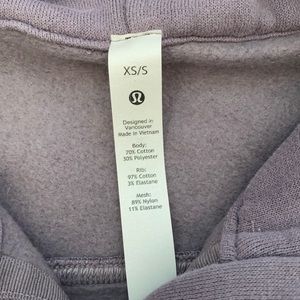 XS/S
Designed in
Vancouver
Made in Vietnam
Body:
70% Cotton
30% Polyester
Rib:
97% Cotton
3% Elastane
Mesh:
89% Nylon
11% Elastane